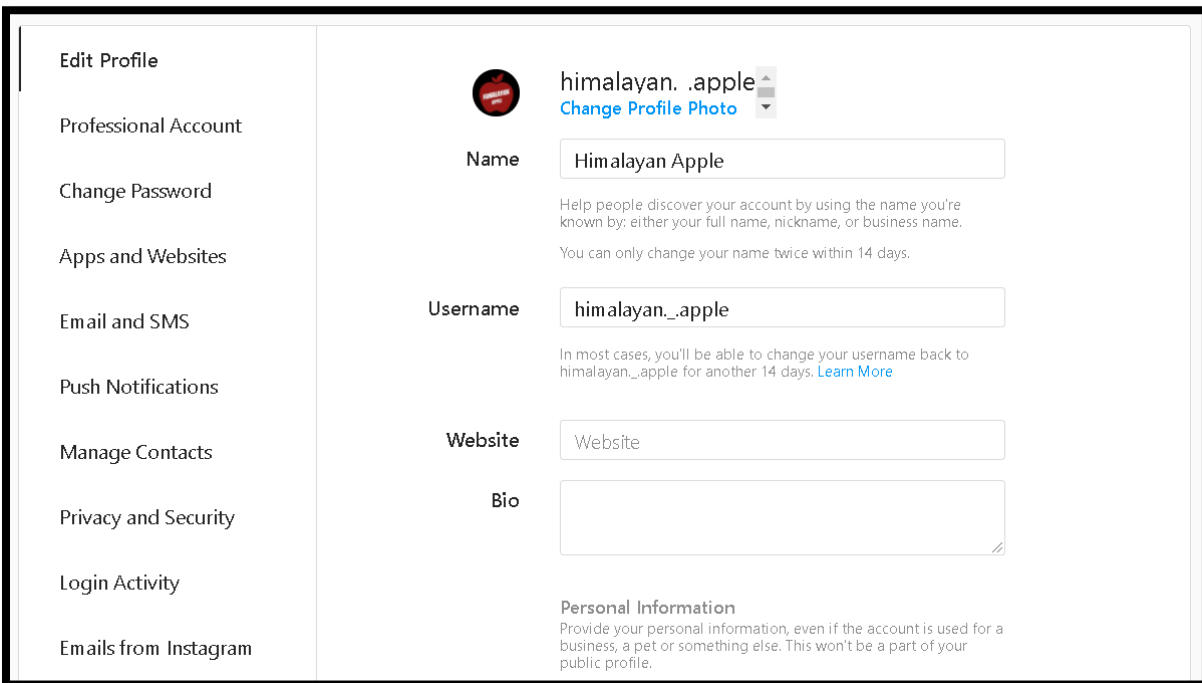 Edit Profile
Professional Account
Change Password
Apps and Websites
Email and SMS
Push Notifications
Manage Contacts
Privacy and Security
Login Activity
Emails from Instagram
HIMALAYAN
APPLE
himalayan. .apple
Change Profile Photo
Name
Himalayan Apple
Help people discover your account by using the name you're
known by: either your full name, nickname, or business name.
You can only change your name twice within 14 days.
Username
himalayan._.apple
In most cases, you'll be able to change your username back to
himalayan._.apple for another 14 days. Learn More
Website
Website
Bio
Personal Information
Provide your personal information, even if the account is used for a
business, a pet or something else. This won't be a part of your
public profile.